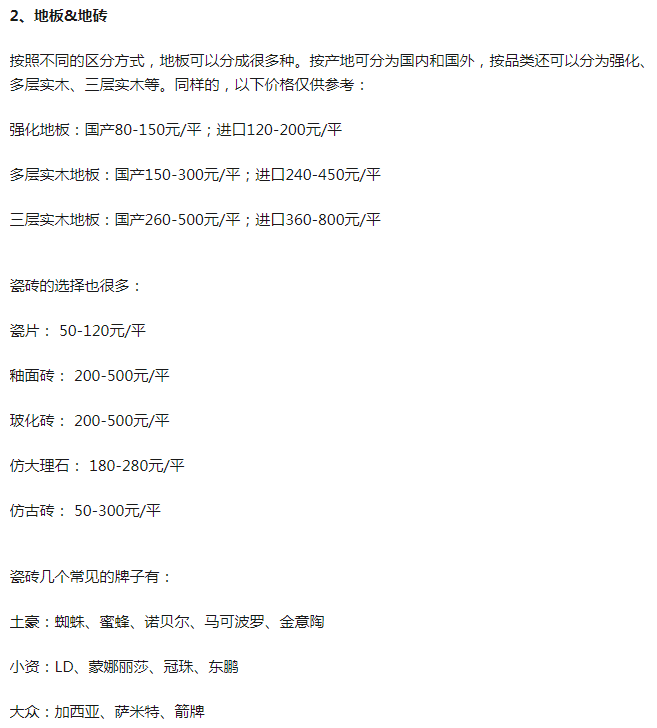 2、地板&地砖
按照不同的区分方式，地板可以分成很多种。按产地可分为国内和国外，按品类还可以分为强化、
多层实木、三层实木等。同样的，以下价格仅供参考：
强化地板：国产80-150元/平；进口120-200元/平
多层实木地板：国产150-300元/平；进口240-450元/平
三层实木地板：国产260-500元/平；进口360-800元/平
瓷砖的选择也很多：
瓷片： 50-120元/平
釉面砖： 200-500元/平
玻化砖： 200-500元/平
仿大理石： 180-280元/平
仿古砖： 50-300元/平
瓷砖几个常见的牌子有：
土豪：蜘蛛、蜜蜂、诺贝尔、马可波罗、金意陶
小资：LD、蒙娜丽莎、冠珠、东鹏
大众：加西亚、萨米特、箭牌